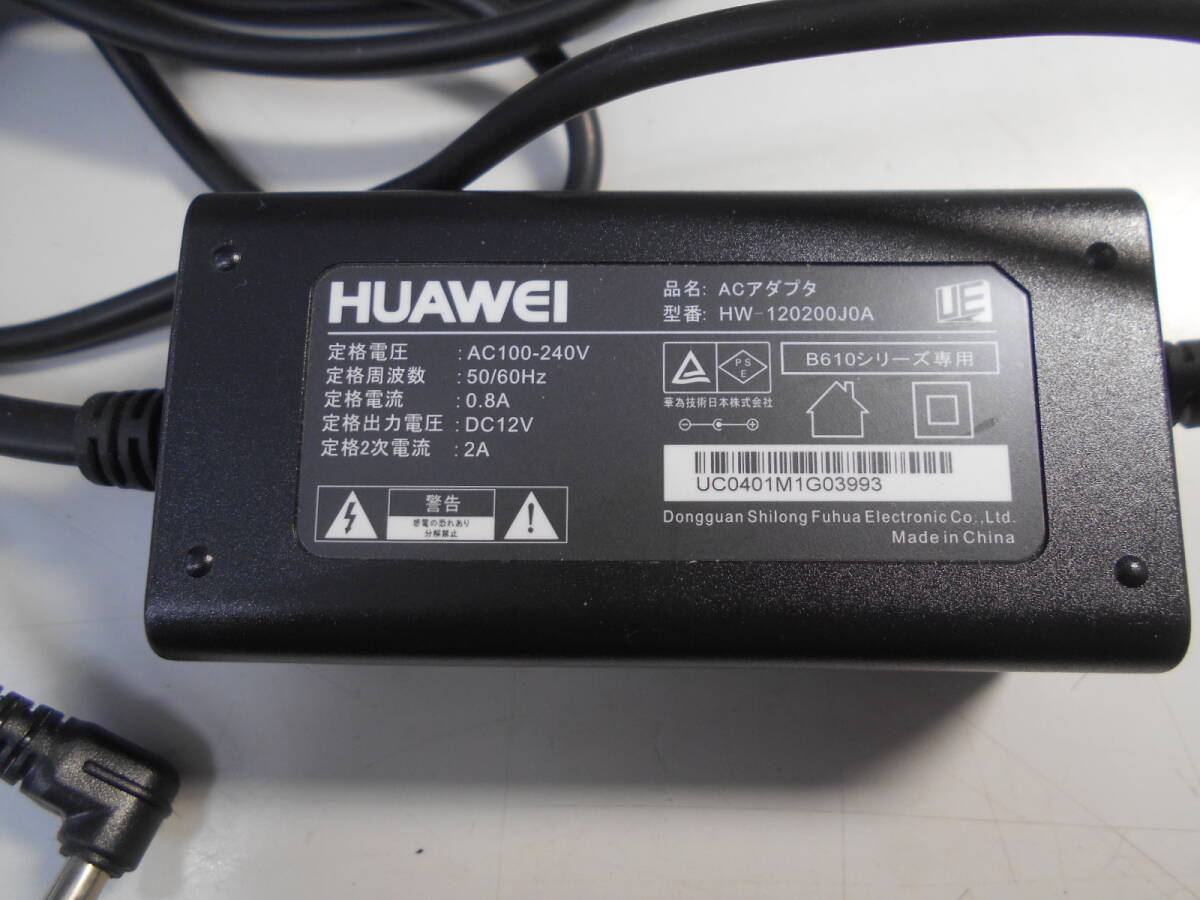 HUAWEI
品名: ACアダプタ
型番: HW-120200J0A
UE
定格電圧 : AC100-240V
定格周波数 : 50/60Hz
定格電流 : 0.8A
定格出力電圧 : DC12V
定格2次電流 : 2A
PS
E
B610シリーズ専用
華為技術日本株式会社
警告
感電の恐れあり
分解禁止
UC0401M1G03993
Dongguan Shilong Fuhua Electronic Co.,Ltd.
Made in China